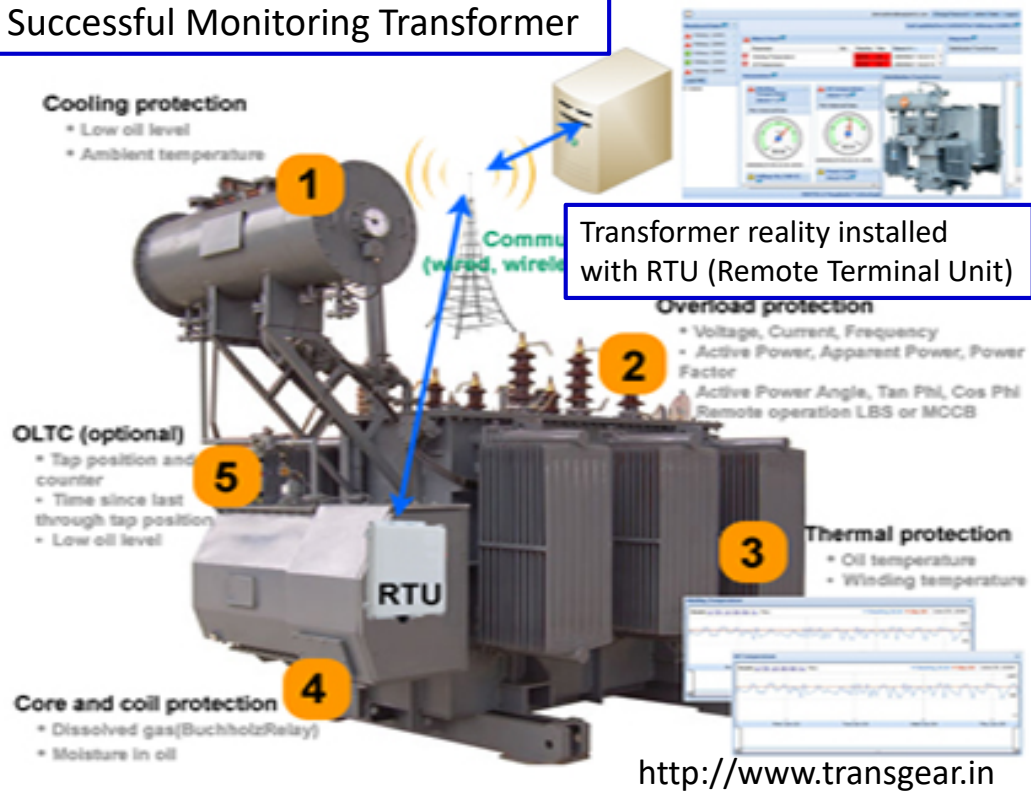 Successful Monitoring Transformer
Cooling protection
• Low oil level
• Ambient temperature
1
Commu
(wired, wirele
Transformer reality installed
with RTU (Remote Terminal Unit)
Overload protection
• Voltage, Current, Frequency
• Active Power, Apparent Power, Power
Factor
Active Power Angle, Tan Phi, Cos Phi
Remote operation LBS or MCCB
2
OLTC (optional)
• Tap position and
counter
• Time since last
through tap position
• Low oil level
5
RTU
3
Thermal protection
• Oil temperature
• Winding temperature
4
Core and coil protection
• Dissolved gas(BuchholzRelay)
• Moisture in oil
http://www.transgear.in